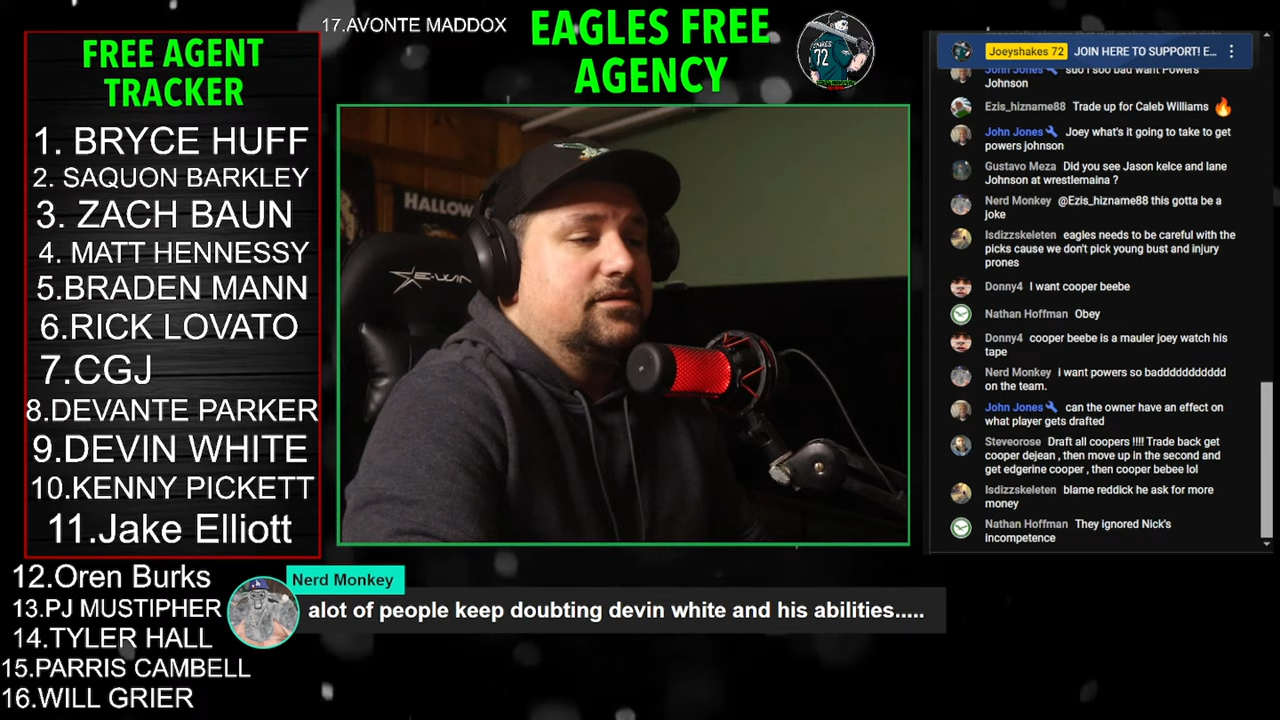 17.AVONTE MADDOX
EAGLES FREE
AGENCY
FREE AGENT
TRACKER
1. BRYCE HUFF
2. SAQUON BARKLEY
3. ZACH BAUN
4. MATT HENNESSY
5.BRADEN MANN
6.RICK LOVATO
7.CGJ
8.DEVANTE PARKER
9.DEVIN WHITE
10.KENNY PICKETT
11.Jake Elliott
12.Oren Burks
13.PJ MUSTIPHER
14.TYLER HALL
15.PARRIS CAMBELL
16.WILL GRIER
72
HALLOW
E-WIN
Nerd Monkey
alot of people keep doubting devin white and his abilities.....
Joeyshakes 72 JOIN HERE TO SUPPORT! E...
John Jones suo i soo bad want Powers
Johnson
Ezis_hizname88 Trade up for Caleb Williams
John Jones Joey what's it going to take to get
powers johnson
Gustavo Meza Did you see Jason kelce and lane
Johnson at wrestlemaina ?
Nerd Monkey @Ezis_hizname88 this gotta be a
joke
Isdizzskeleten eagles needs to be careful with the
picks cause we don't pick young bust and injury
prones
Donny4 I want cooper beebe
Nathan Hoffman Obey
Donny4 cooper beebe is a mauler joey watch his
tape
Nerd Monkey i want powers so badddddddddd
on the team.
John Jones can the owner have an effect on
what player gets drafted
Steveorose Draft all coopers !!!! Trade back get
cooper dejean , then move up in the second and
get edgerine cooper , then cooper bebee lol
Isdizzskeleten blame reddick he ask for more
money
Nathan Hoffman They ignored Nick's
incompetence